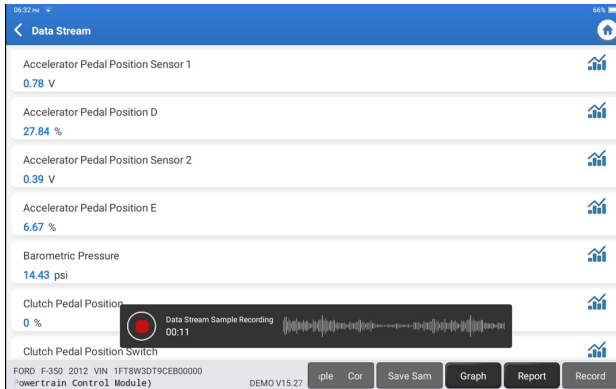 06:32 PM 66%
Data Stream
Accelerator Pedal Position Sensor 1
0.78 V
Accelerator Pedal Position D
27.84 %
Accelerator Pedal Position Sensor 2
0.39 V
Accelerator Pedal Position E
6.67 %
Barometric Pressure
14.43 psi
Clutch Pedal Position
0 %
Data Stream Sample Recording
00:11
Clutch Pedal Position Switch
FORD F-350 2012 VIN 1FT8W3DT9CEB00000
Powertrain Control Module) DEMO V15.27
ple Cor Save Sam Graph Report Record